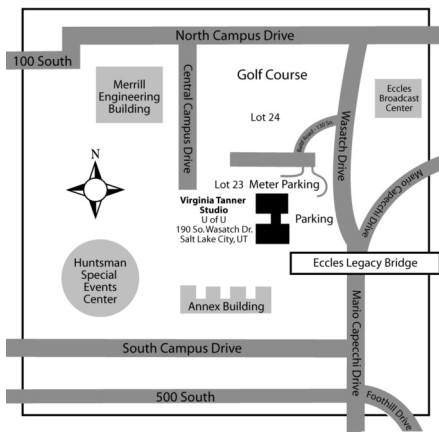 North Campus Drive
100 South
Merrill
Engineering
Building
Central Campus Drive
Golf Course
Lot 24
Wasatch Drive
Eccles
Broadcast
Center
Mario Capecchi Drive
N
Lot 23 Meter Parking
Virginia Tanner
Studio
U of U
190 So. Wasatch Dr.
Salt Lake City, UT
Parking
Huntsman
Special
Events
Center
Eccles Legacy Bridge
Annex Building
Mario Capecchi Drive
South Campus Drive
500 South
Foothill Drive